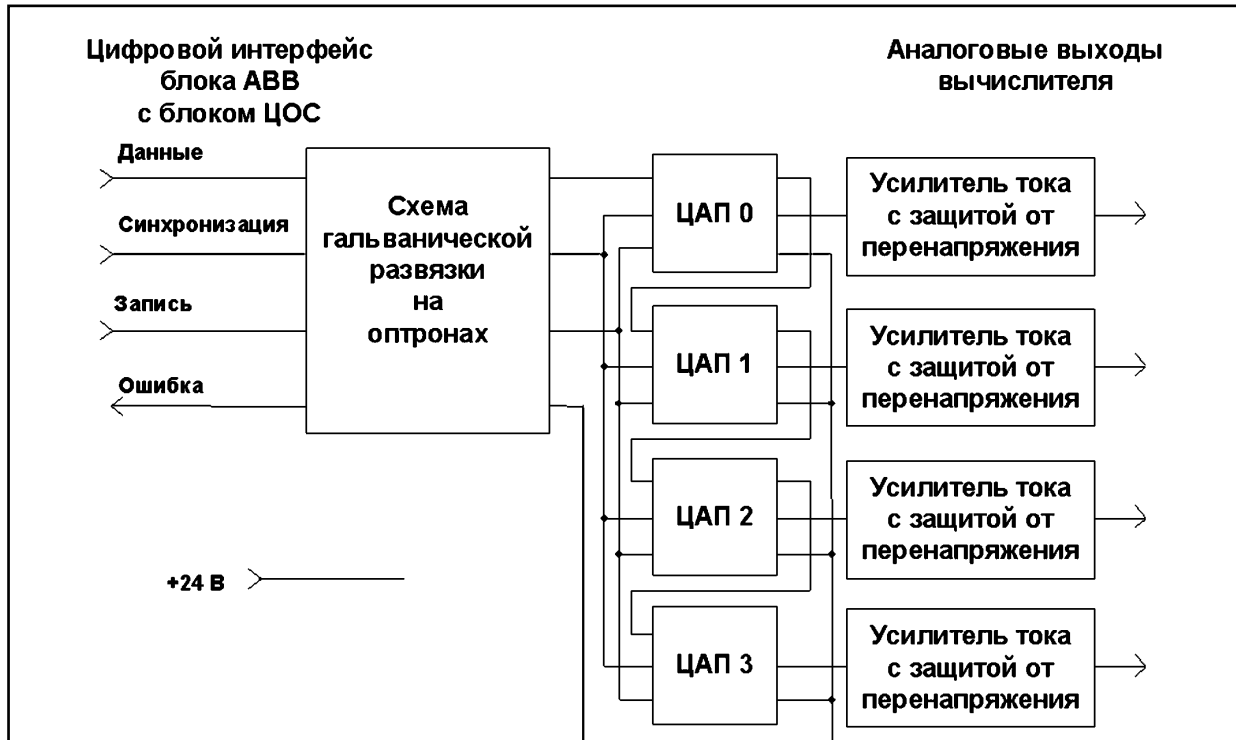 Цифровой интерфейс
блока АВВ
с блоком ЦОС
Аналоговые выходы
вычислителя
Данные
Синхронизация
Запись
Ошибка
Схема
гальванической
развязки
на
оптронах
ЦАП 0
Усилитель тока
с защитой от
перенапряжения
ЦАП 1
Усилитель тока
с защитой от
перенапряжения
ЦАП 2
Усилитель тока
с защитой от
перенапряжения
+24 В
ЦАП 3
Усилитель тока
с защитой от
перенапряжения